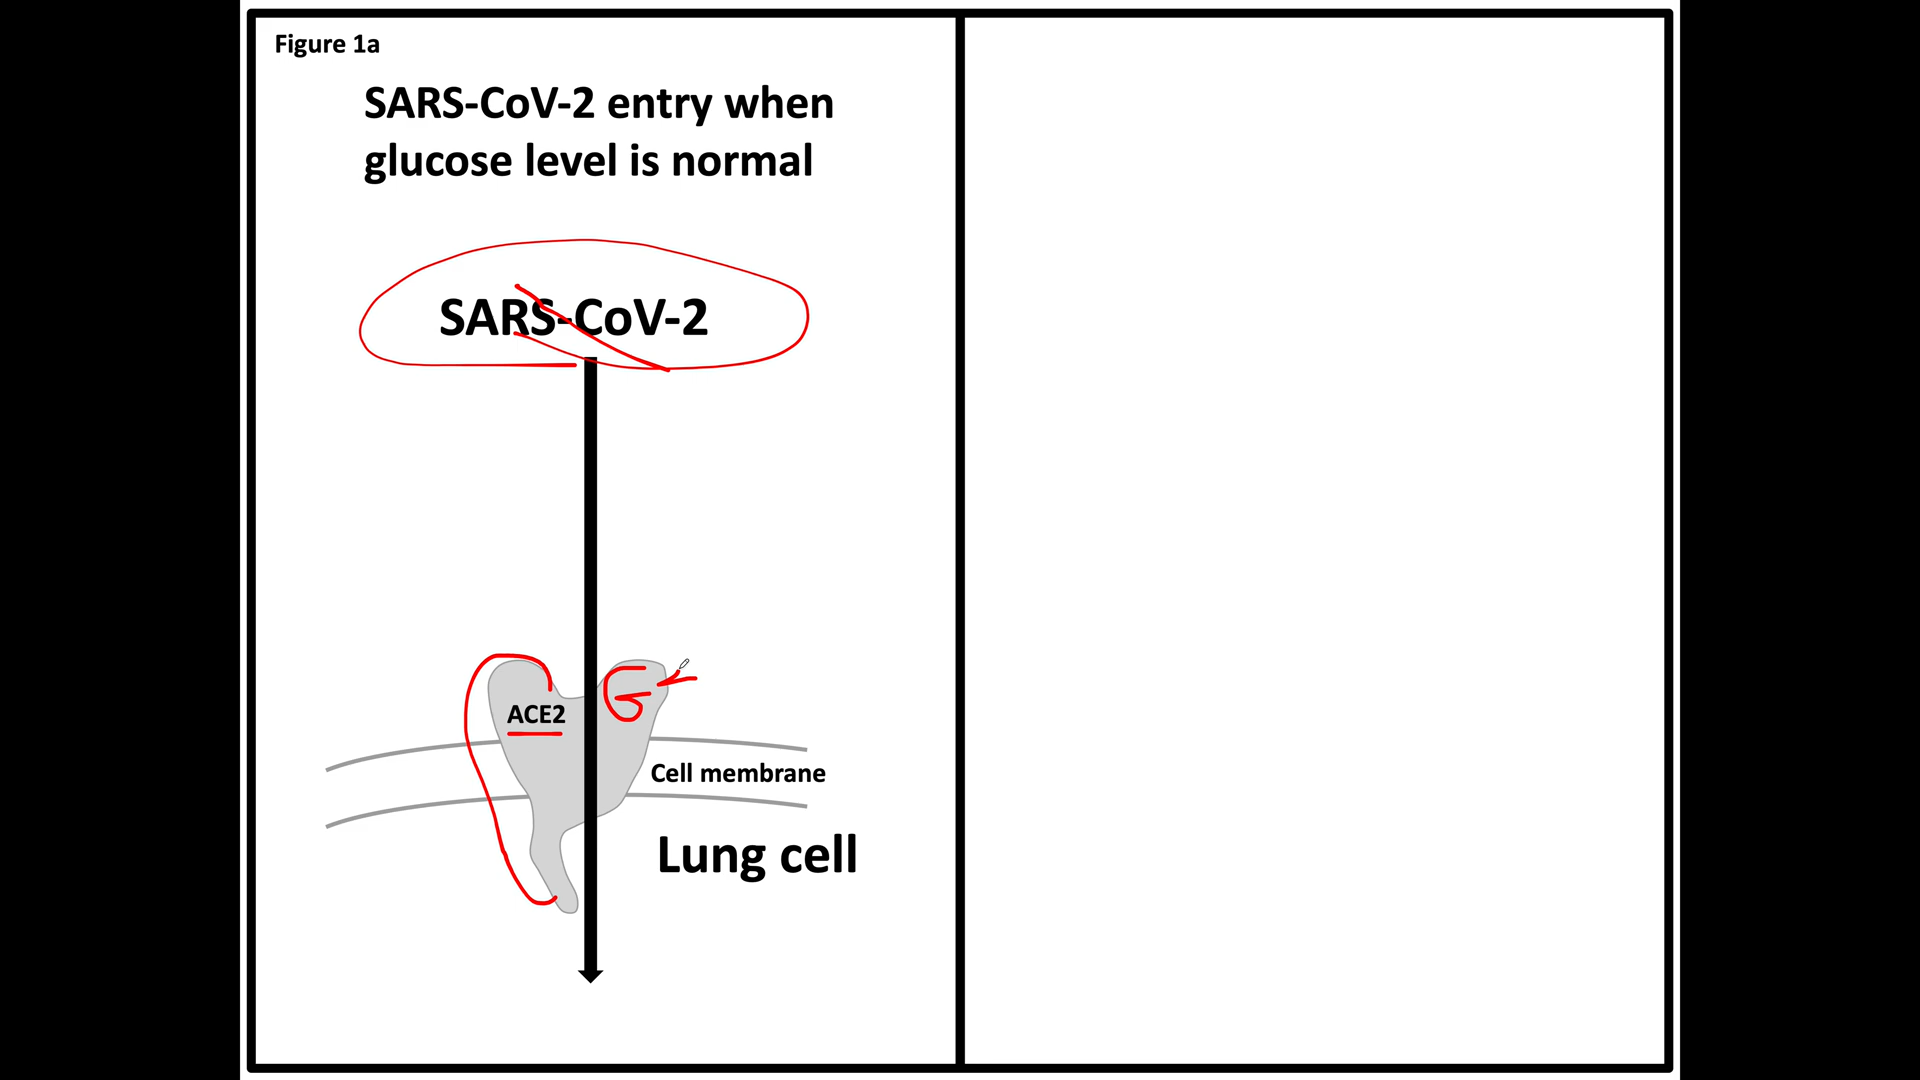 Figure 1a
SARS-CoV-2 entry when
glucose level is normal
SARS-CoV-2
ACE2
G
Cell membrane
Lung cell